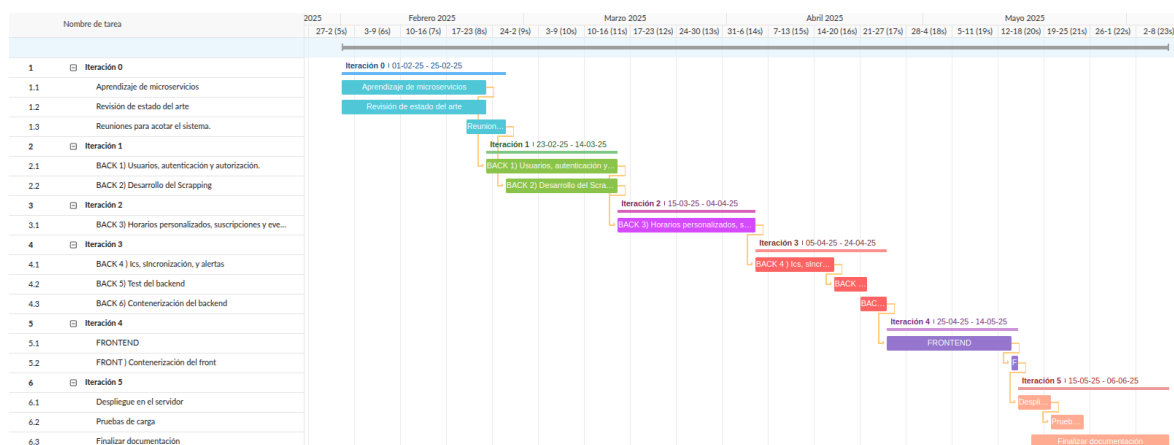 Nombre de tarea
2025 Febrero 2025 Marzo 2025 Abril 2025 Mayo 2025
27-2 (5s) 3-9 (6s) 10-16 (7s) 17-23 (8s) 24-2 (9s) 3-9 (10s) 10-16 (11s) 17-23 (12s) 24-30 (13s) 31-6 (14s) 7-13 (15s) 14-20 (16s) 21-27 (17s) 28-4 (18s) 5-11 (19s) 12-18 (20s) 19-25 (21s) 26-1 (22s) 2-8 (23s)
1 Iteración 0 Iteración 0 01-02-25 - 25-02-25
1.1 Aprendizaje de microservicios Aprendizaje de microservicios
1.2 Revisión de estado del arte Revisión de estado del arte
1.3 Reuniones para acotar el sistema. Reunion...
2 Iteración 1 Iteración 1 23-02-25 - 14-03-25
2.1 BACK 1) Usuarios, autenticación y autorización. BACK 1) Usuarios, autenticación y...
2.2 BACK 2) Desarrollo del Scrapping BACK 2) Desarrollo del Scra...
3 Iteración 2 Iteración 2 15-03-25 - 04-04-25
3.1 BACK 3) Horarios personalizados, suscripciones y eve... BACK 3) Horarios personalizados, s...
4 Iteración 3 Iteración 3 05-04-25 - 24-04-25
4.1 BACK 4 ) Ics, sIncronización, y alertas BACK 4 ) Ics, sIncr...
4.2 BACK 5) Test del backend BACK ...
4.3 BACK 6) Contenerización del backend BAC...
5 Iteración 4 Iteración 4 25-04-25 - 14-05-25
5.1 FRONTEND FRONTEND
5.2 FRONT ) Contenerización del front F
6 Iteración 5 Iteración 5 15-05-25 - 06-06-25
6.1 Despliegue en el servidor Despli...
6.2 Pruebas de carga Prueb...
6.3 Finalizar documentación Finalizar documentación